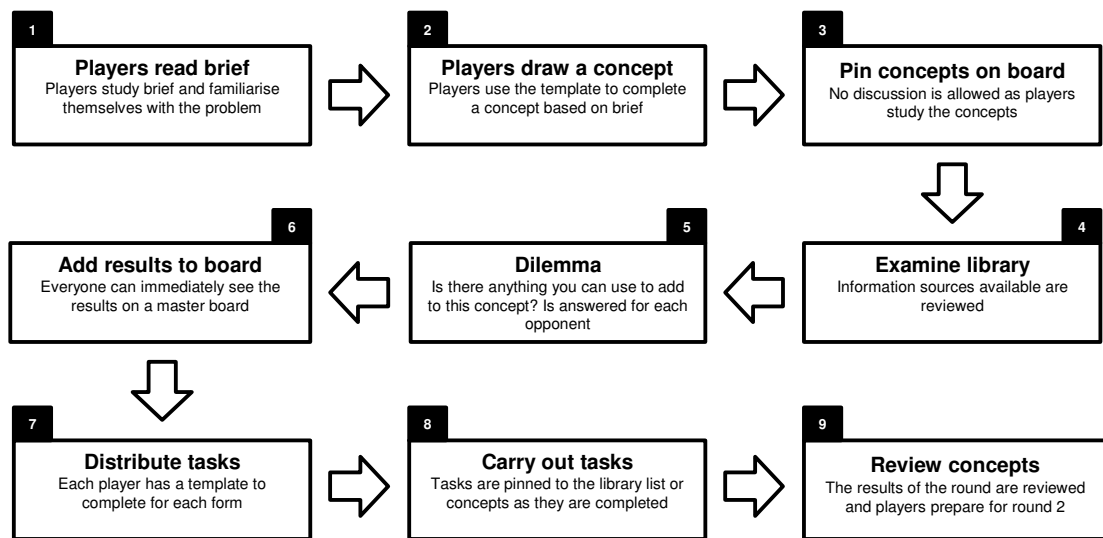 1
Players read brief
Players study brief and familiarise
themselves with the problem
2
Players draw a concept
Players use the template to complete
a concept based on brief
3
Pin concepts on board
No discussion is allowed as players
study the concepts
4
Examine library
Information sources available are
reviewed
5
Dilemma
Is there anything you can use to add
to this concept? Is answered for each
opponent
6
Add results to board
Everyone can immediately see the
results on a master board
7
Distribute tasks
Each player has a template to
complete for each form
8
Carry out tasks
Tasks are pinned to the library list or
concepts as they are completed
9
Review concepts
The results of the round are reviewed
and players prepare for round 2